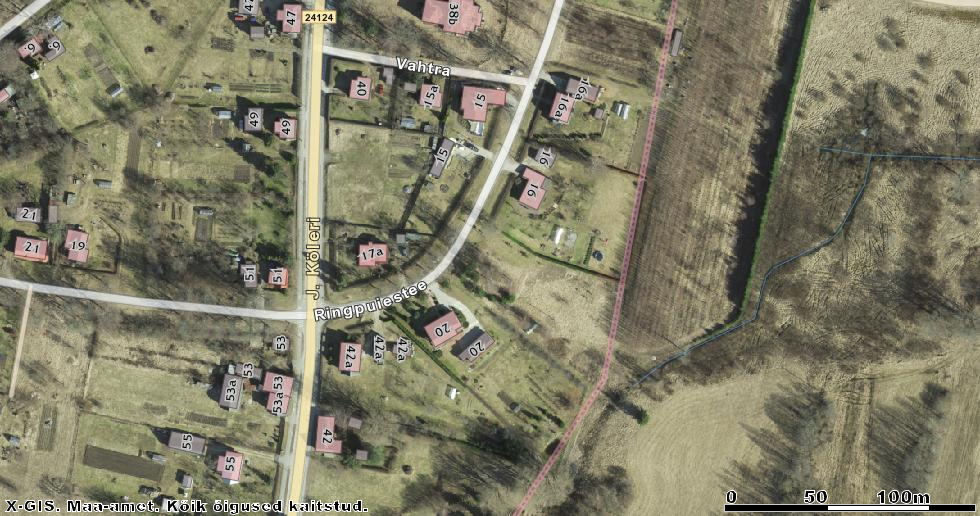 42
47
24124
38b
9
9
Vahtra
40
15a
15
16a
16a
49
49
15
16
16
21
21
19
17a
51
51
J. Köleri
Ringpuiestee
20
20
42a
42a
42a
53
53
53a
53
53a
42
55
55
X-GIS. Maa-amet. Kõik õigused kaitstud.
0 50 100m